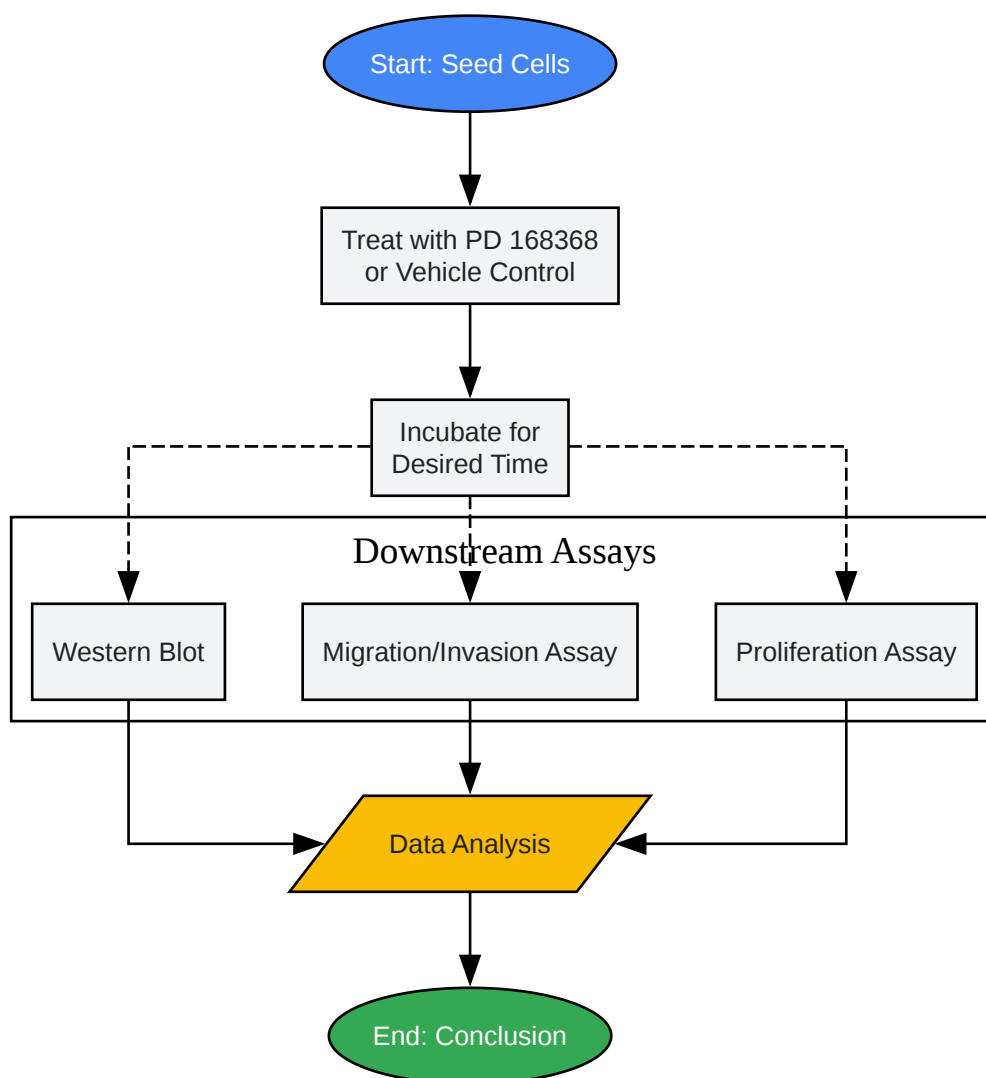 Start: Seed Cells
Treat with PD 168368
or Vehicle Control
Incubate for
Desired Time
Downstream Assays
Western Blot
Migration/Invasion Assay
Proliferation Assay
Data Analysis
End: Conclusion